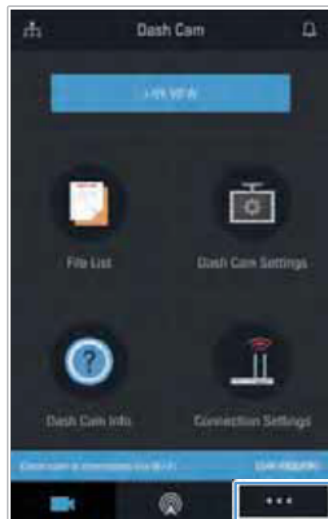 Dash Cam
LIVE VIEW
File List
Dash Cam Settings
Dash Cam Info
Connection Settings